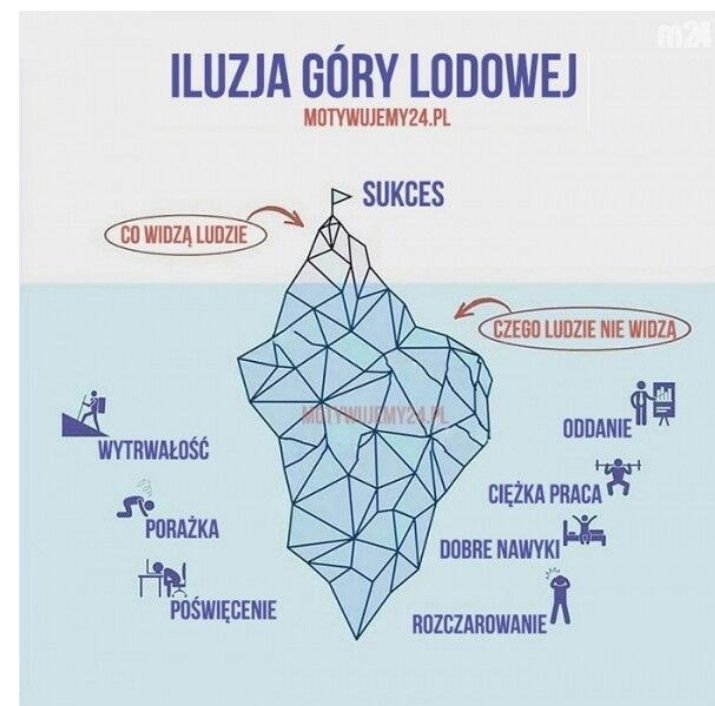 m24
ILUZJA GÓRY LODOWEJ
MOTYWUJEMY24.PL
SUKCES
CO WIDZĄ LUDZIE
CZEGO LUDZIE NIE WIDZĄ
MOTYWUJEMY24.PL
WYTRWAŁOŚĆ
PORAŻKA
POŚWIĘCENIE
ODDANIE
CIĘŻKA PRACA
DOBRE NAWYKI
ROZCZAROWANIE